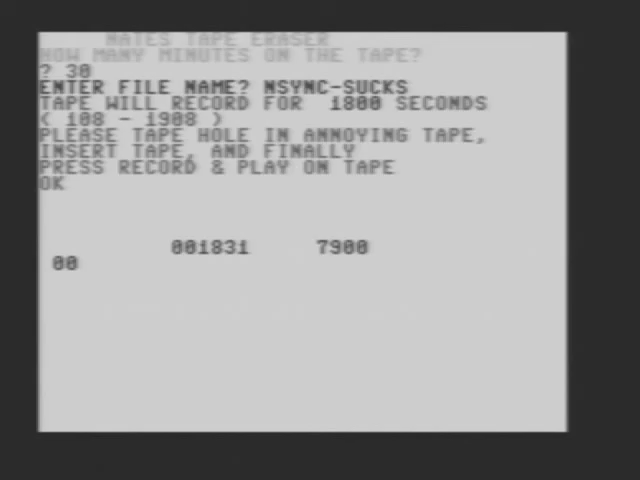 NATES TAPE ERASER
HOW MANY MINUTES ON THE TAPE?
? 30
ENTER FILE NAME? NSYNC-SUCKS
TAPE WILL RECORD FOR 1800 SECONDS
( 108 - 1908 )
PLEASE TAPE HOLE IN ANNOYING TAPE,
INSERT TAPE, AND FINALLY
PRESS RECORD & PLAY ON TAPE
OK
001831 7900
00